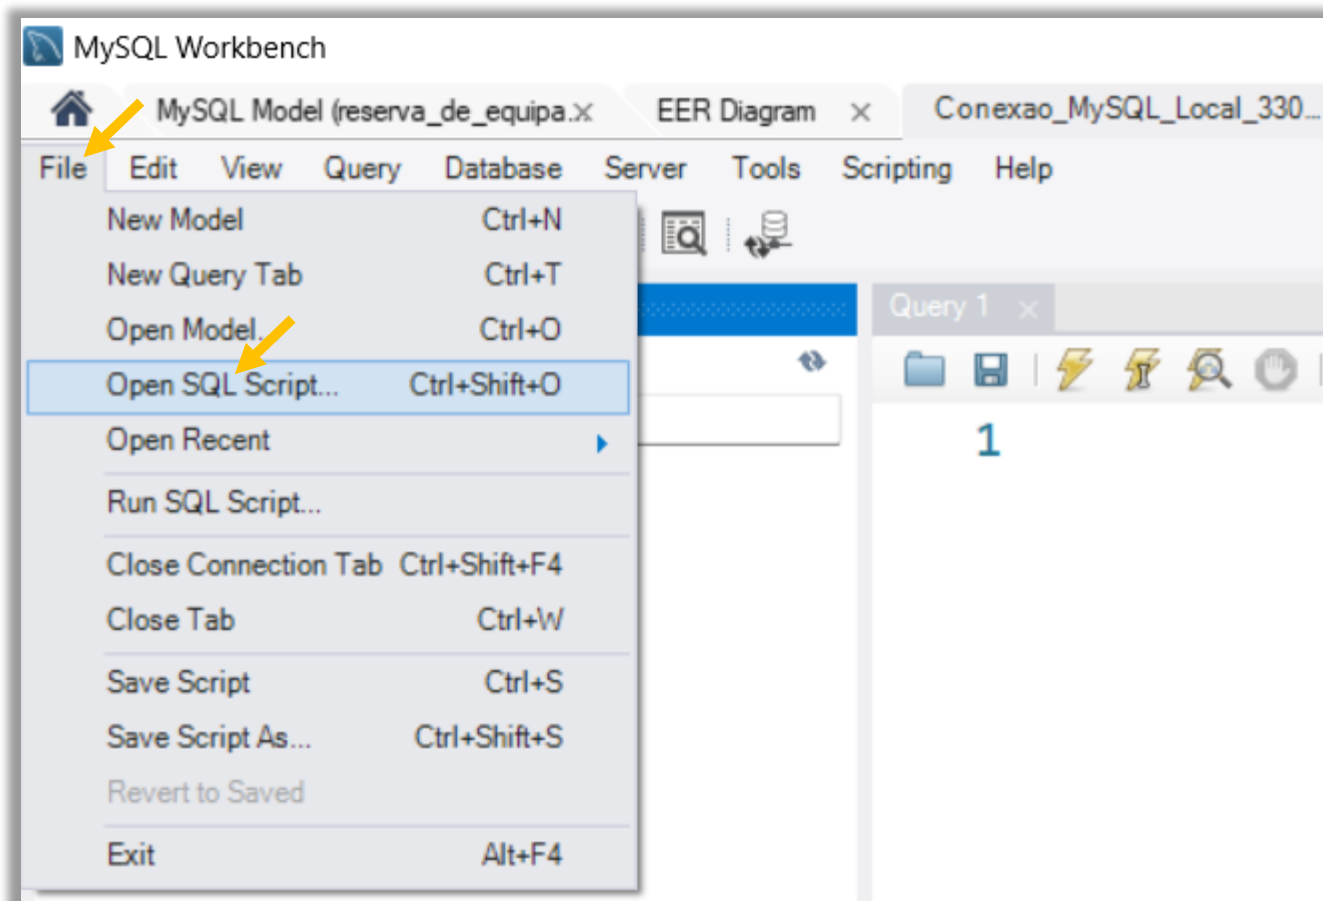 MySQL Workbench
MySQL Model (reserva_de_equipa.× EER Diagram × Conexao_MySQL_Local_330...
File Edit View Query Database Server Tools Scripting Help
New Model Ctrl+N
New Query Tab Ctrl+T
Open Model... Ctrl+O
Open SQL Script... Ctrl+Shift+O
Open Recent
Run SQL Script...
Close Connection Tab Ctrl+Shift+F4
Close Tab Ctrl+W
Save Script Ctrl+S
Save Script As... Ctrl+Shift+S
Revert to Saved
Exit Alt+F4
Query 1 ×
1